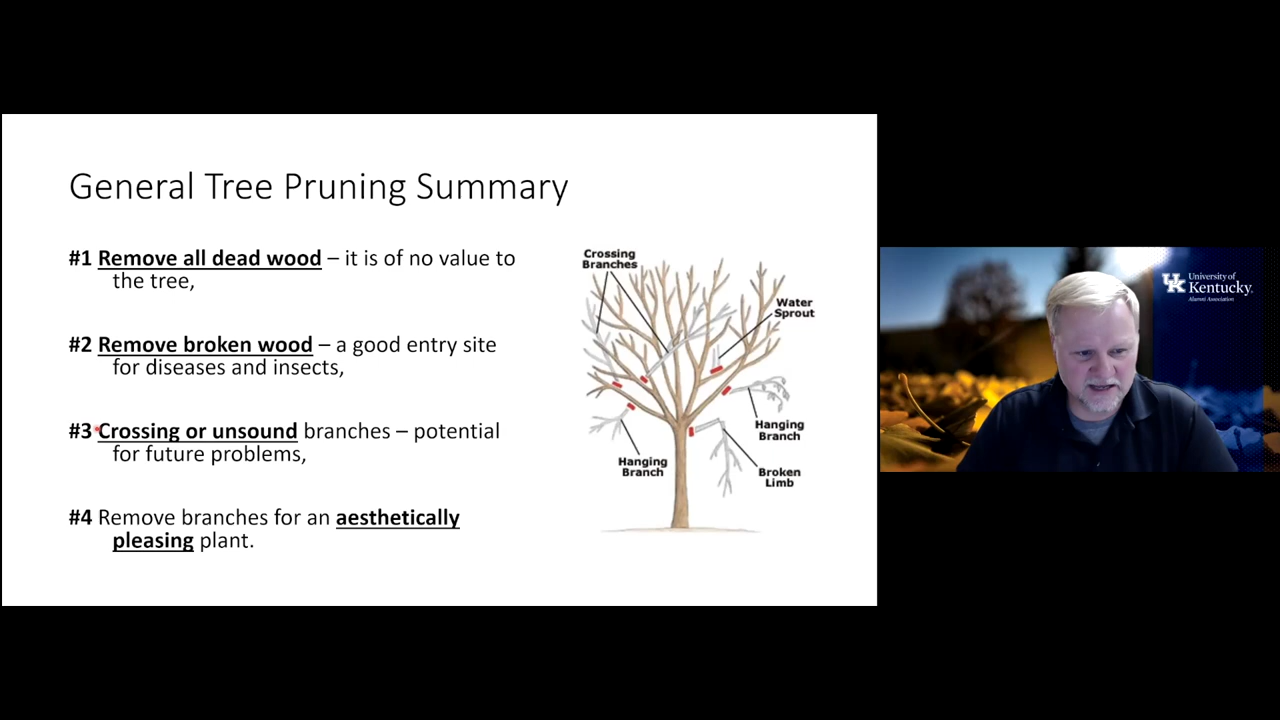 General Tree Pruning Summary
#1 Remove all dead wood – it is of no value to
the tree,
#2 Remove broken wood – a good entry site
for diseases and insects,
#3 Crossing or unsound branches – potential
for future problems,
#4 Remove branches for an aesthetically
pleasing plant.
Crossing
Branches
Water
Sprout
Hanging
Branch
Hanging
Branch
Broken
Limb
UK
University of
Kentucky.
Alumni Association